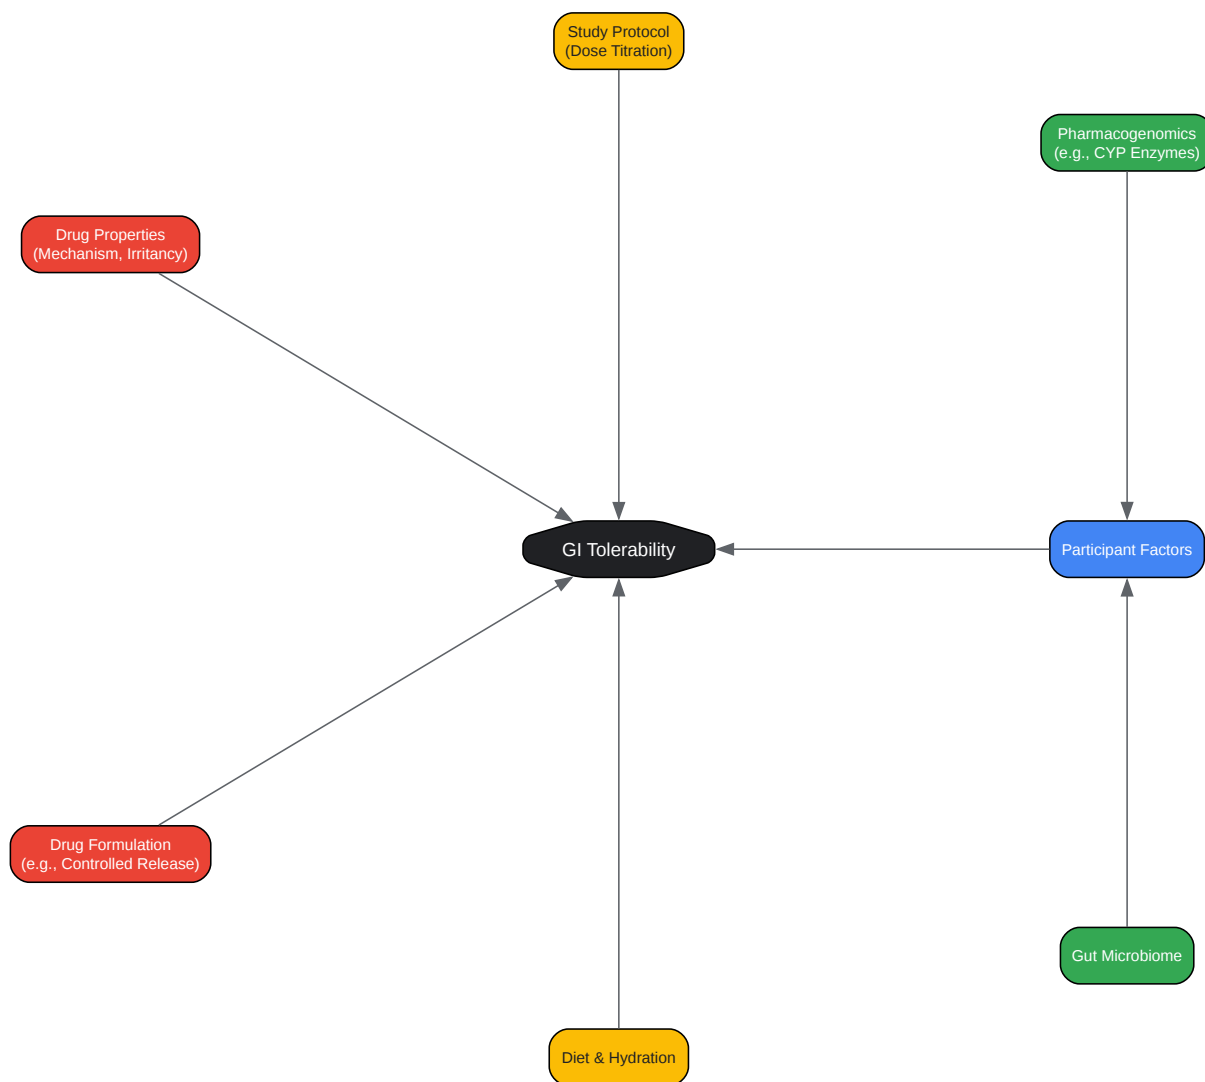 Study Protocol
(Dose Titration)
Pharmacogenomics
(e.g., CYP Enzymes)
Drug Properties
(Mechanism, Irritancy)
GI Tolerability
Participant Factors
Drug Formulation
(e.g., Controlled Release)
Gut Microbiome
Diet & Hydration